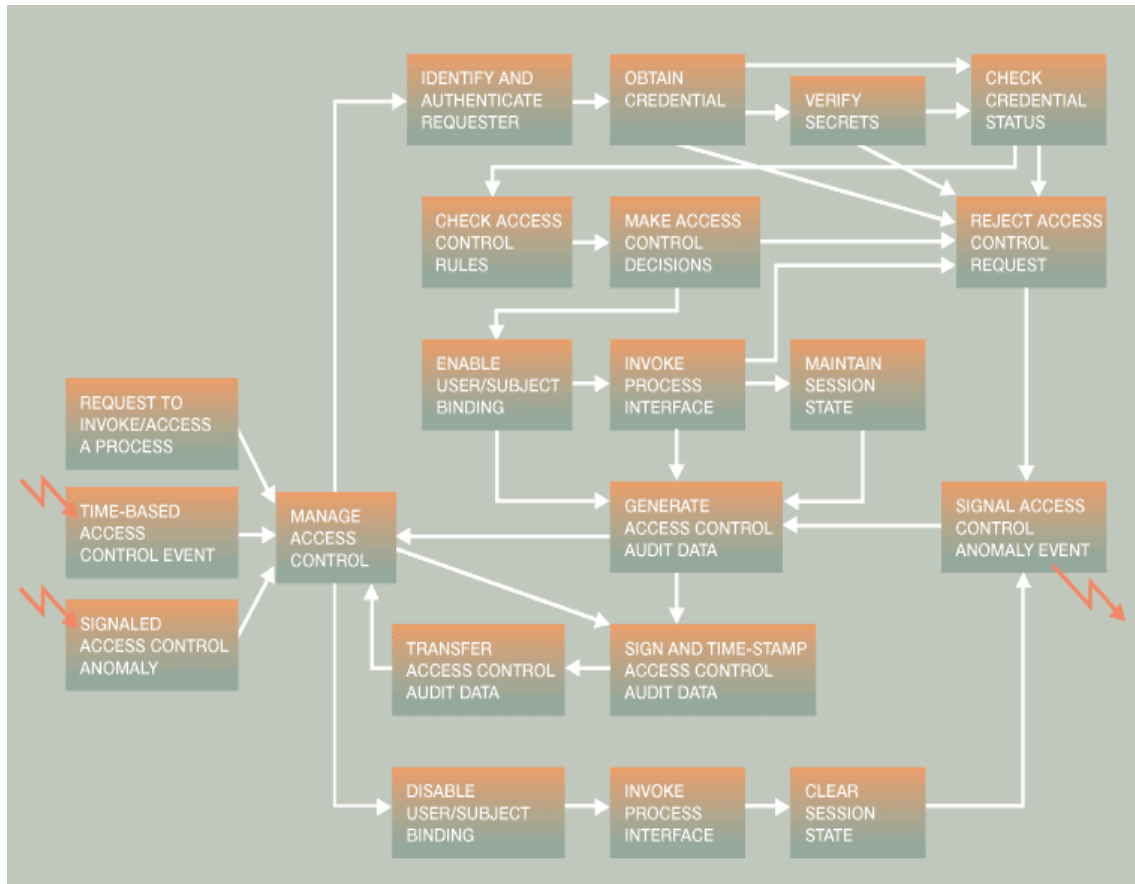 IDENTIFY AND
AUTHENTICATE
REQUESTER
OBTAIN
CREDENTIAL
VERIFY
SECRETS
CHECK
CREDENTIAL
STATUS
CHECK ACCESS
CONTROL
RULES
MAKE ACCESS
CONTROL
DECISIONS
REJECT ACCESS
CONTROL
REQUEST
ENABLE
USER/SUBJECT
BINDING
INVOKE
PROCESS
INTERFACE
MAINTAIN
SESSION
STATE
REQUEST TO
INVOKE/ACCESS
A PROCESS
TIME-BASED
ACCESS
CONTROL EVENT
SIGNALED
ACCESS CONTROL
ANOMALY
MANAGE
ACCESS
CONTROL
GENERATE
ACCESS CONTROL
AUDIT DATA
SIGNAL ACCESS
CONTROL
ANOMALY EVENT
TRANSFER
ACCESS CONTROL
AUDIT DATA
SIGN AND TIME-STAMP
ACCESS CONTROL
AUDIT DATA
DISABLE
USER/SUBJECT
BINDING
INVOKE
PROCESS
INTERFACE
CLEAR
SESSION
STATE